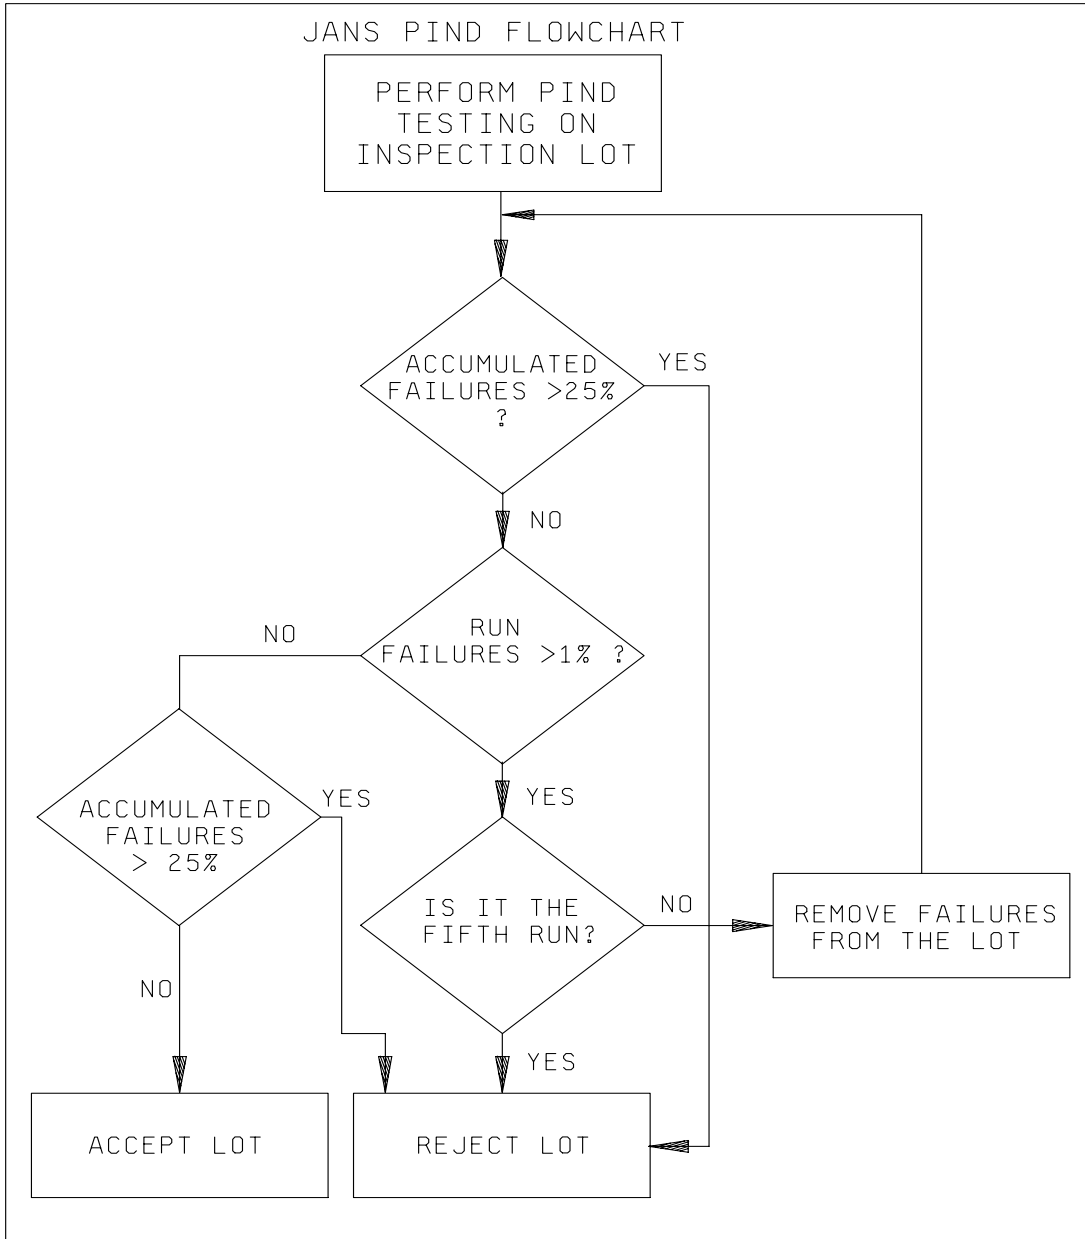 JANS PIND FLOWCHART
PERFORM PIND
TESTING ON
INSPECTION LOT
ACCUMULATED
FAILURES >25%
?
YES
NO
RUN
FAILURES >1% ?
NO
YES
ACCUMULATED
FAILURES
> 25%
YES
NO
IS IT THE
FIFTH RUN?
NO
YES
REMOVE FAILURES
FROM THE LOT
ACCEPT LOT
REJECT LOT